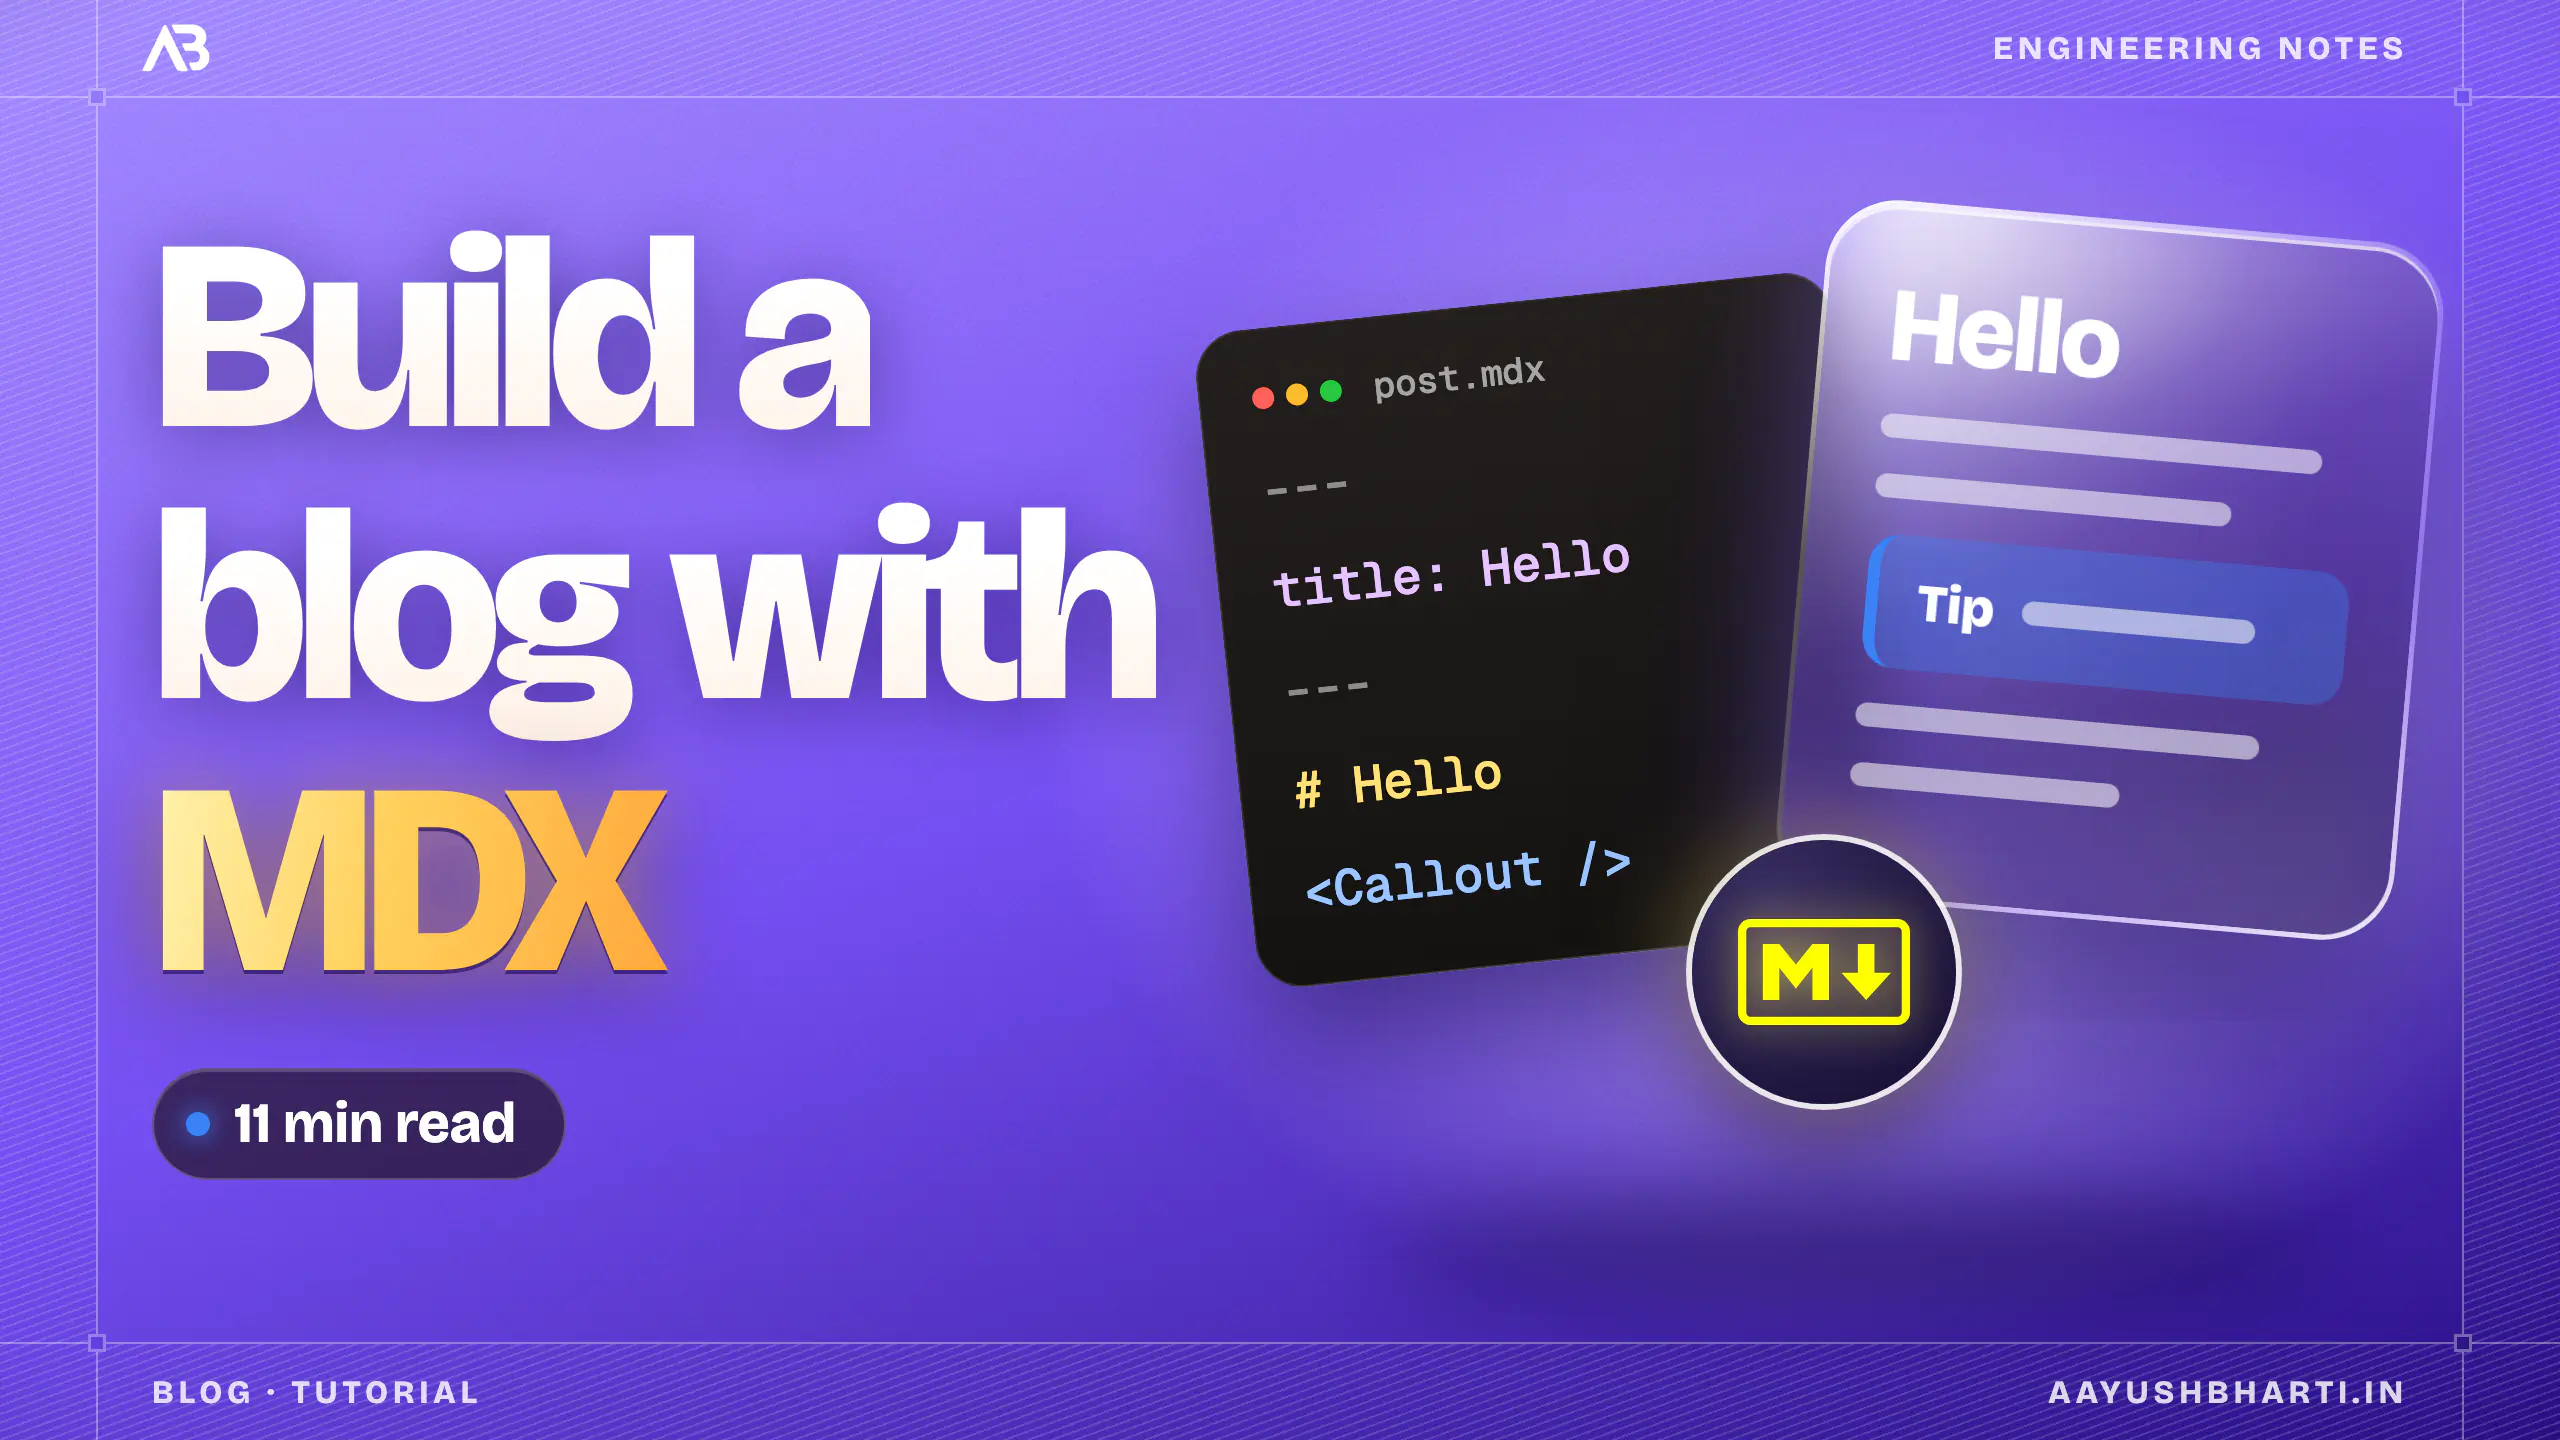 AB
ENGINEERING NOTES
Build a
blog with
MDX
11 min read
post.mdx
---
title: Hello
---
# Hello
<Callout />
Hello
Tip
M
BLOG · TUTORIAL
AAYUSHBHARTI.IN